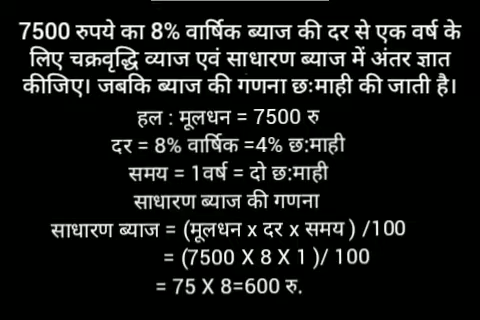 7500 रुपये का 8% वार्षिक ब्याज की दर से एक वर्ष के
लिए चक्रवृद्धि व्याज एवं साधारण ब्याज में अंतर ज्ञात
कीजिए। जबकि ब्याज की गणना छःमाही की जाती है।
हल : मूलधन = 7500 रु
दर = 8% वार्षिक =4% छ:माही
समय = 1वर्ष = दो छ:माही
साधारण ब्याज की गणना
साधारण ब्याज = (मूलधन x दर x समय ) /100
= (7500 X 8 X 1 )/ 100
= 75 X 8=600 रु.